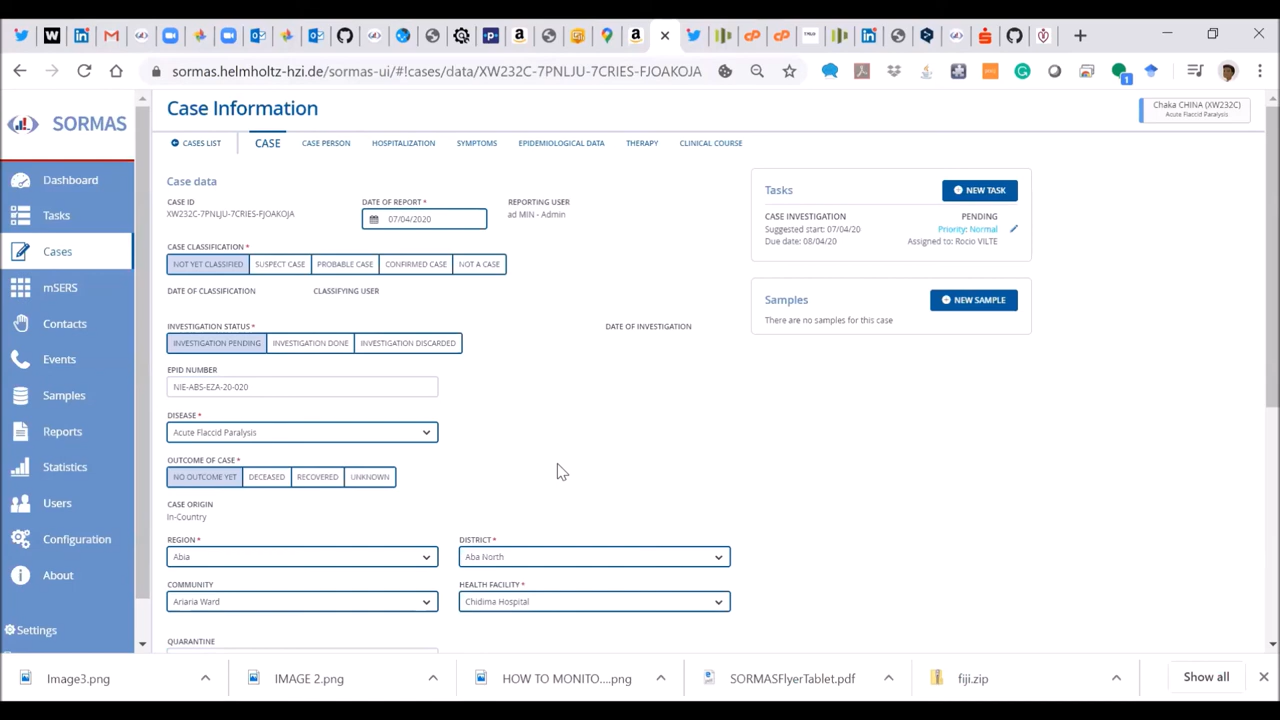 sormas.helmholtz-hzi.de/sormas-ui/#!cases/data/XW232C-7PNLJU-7CRIES-FJOAKOJA
1
SORMAS
Dashboard
Tasks
Cases
mSERS
Contacts
Events
Samples
Reports
Statistics
Users
Configuration
About
Settings
Case Information
Chaka CHINA (XW232C)
Acute Flaccid Paralysis
CASES LIST CASE CASE PERSON HOSPITALIZATION SYMPTOMS EPIDEMIOLOGICAL DATA THERAPY CLINICAL COURSE
Case data
CASE ID DATE OF REPORT * REPORTING USER
XW232C-7PNLJU-7CRIES-FJOAKOJA 07/04/2020 ad MIN - Admin
CASE CLASSIFICATION *
NOT YET CLASSIFIED SUSPECT CASE PROBABLE CASE CONFIRMED CASE NOT A CASE
DATE OF CLASSIFICATION CLASSIFYING USER
INVESTIGATION STATUS * DATE OF INVESTIGATION
INVESTIGATION PENDING INVESTIGATION DONE INVESTIGATION DISCARDED
EPID NUMBER
NIE-ABS-EZA-20-020
DISEASE *
Acute Flaccid Paralysis
OUTCOME OF CASE *
NO OUTCOME YET DECEASED RECOVERED UNKNOWN
CASE ORIGIN
In-Country
REGION * DISTRICT *
Abia Aba North
COMMUNITY HEALTH FACILITY *
Ariaria Ward Chidima Hospital
QUARANTINE
Tasks NEW TASK
CASE INVESTIGATION PENDING
Suggested start: 07/04/20 Priority: Normal
Due date: 08/04/20 Assigned to: Rocio VILTE
Samples NEW SAMPLE
There are no samples for this case
Image3.png IMAGE 2.png HOW TO MONITO....png SORMASFlyerTablet.pdf fiji.zip Show all